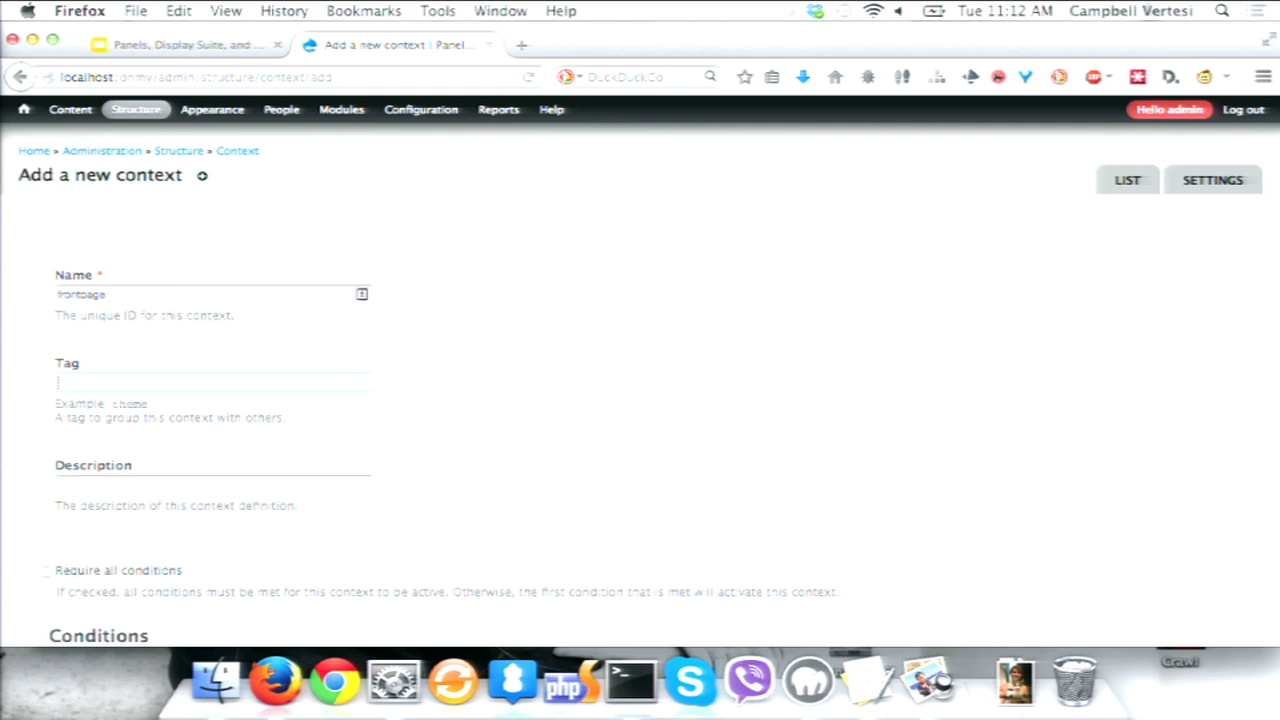 Firefox File Edit View History Bookmarks Tools Window Help Tue 11:12 AM Campbell Vertesi
Panels, Display Suite, and ... Add a new context | Panel...
localhost/onmv/admin/structure/context/add DuckDuckGo
Content Structure Appearance People Modules Configuration Reports Help Hello admin Log out
Home » Administration » Structure » Context
Add a new context
LIST SETTINGS
Name *
frontpage
The unique ID for this context.
Tag
Example: theme
A tag to group this context with others.
Description
The description of this context definition.
Require all conditions
If checked, all conditions must be met for this context to be active. Otherwise, the first condition that is met will activate this context.
Conditions
php
Crawl